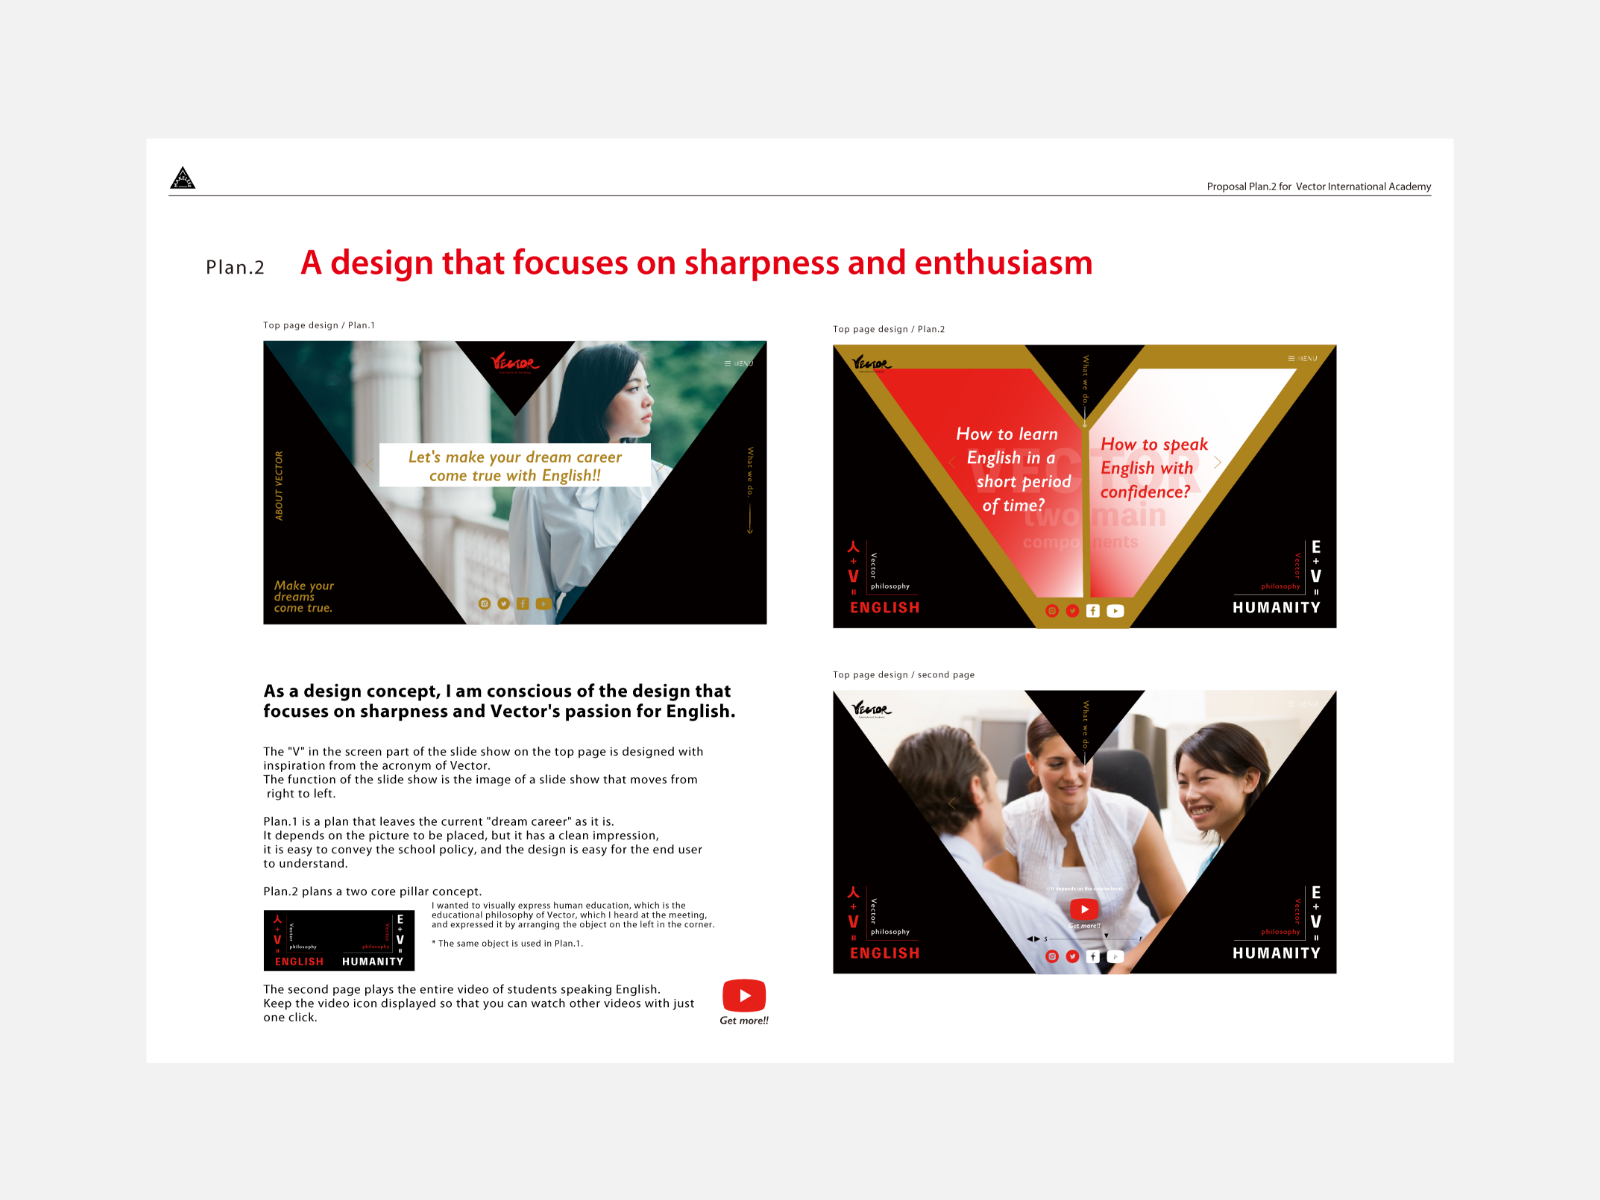 Proposal Plan.2 for Vector International Academy
Plan.2
A design that focuses on sharpness and enthusiasm
Top page design / Plan.1
VECTOR
MENU
Let's make your dream career
come true with English!!
ABOUT VECTOR
What we do.
Make your
dreams
come true.
Top page design / Plan.2
VECTOR
What we do.
MENU
How to learn
English in a
short period
of time?
How to speak
English with
confidence?
VECTOR
two main
components
人+V=
Vector
philosophy
ENGLISH
E+V=
Vector
philosophy
HUMANITY
As a design concept, I am conscious of the design that
focuses on sharpness and Vector's passion for English.
The "V" in the screen part of the slide show on the top page is designed with
inspiration from the acronym of Vector.
The function of the slide show is the image of a slide show that moves from
right to left.
Plan.1 is a plan that leaves the current "dream career" as it is.
It depends on the picture to be placed, but it has a clean impression,
it is easy to convey the school policy, and the design is easy for the end user
to understand.
Plan.2 plans a two core pillar concept.
人+V=
Vector
philosophy
ENGLISH
E+V=
Vector
philosophy
HUMANITY
I wanted to visually express human education, which is the
educational philosophy of Vector, which I heard at the meeting,
and expressed it by arranging the object on the left in the corner.
* The same object is used in Plan.1.
The second page plays the entire video of students speaking English.
Keep the video icon displayed so that you can watch other videos with just
one click.
Get more!!
Top page design / second page
VECTOR
What we do.
MENU
Get more!!
3
人+V=
Vector
philosophy
ENGLISH
E+V=
Vector
philosophy
HUMANITY